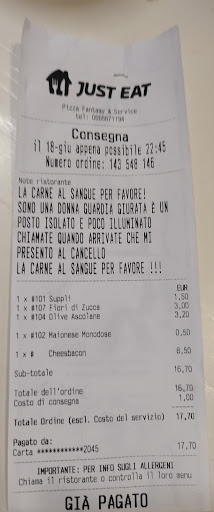 JUST EAT
Pizza Fantasy & Service
tel: 0686671194
Consegna
il 18-giu appena possibile 22:45
Numero ordine: 143 548 146
Note ristorante
LA CARNE AL SANGUE PER FAVORE!
SONO UNA DONNA GUARDIA GIURATA È UN
POSTO ISOLATO E POCO ILLUMINATO
CHIAMATE QUANDO ARRIVATE CHE MI
PRESENTO AL CANCELLO
LA CARNE AL SANGUE PER FAVORE !!!
EUR
1 x #101 Suppli 1,50
1 x #107 Fiori di Zucca 3,00
1 x #104 Olive Ascolane 3,20
1 x #102 Maionese Monodose 0,50
1 x # Cheesbacon 8,50
Sub-totale 16,70
Totale dell'ordine 16,70
Costo di consegna 1,00
Totale Ordine (escl. Costo del servizio) 17,70
Pagato da:
Carta ************2045 17,70
IMPORTANTE: PER INFO SUGLI ALLERGENI
Chiama il ristorante o controlla il loro menu
GIÀ PAGATO